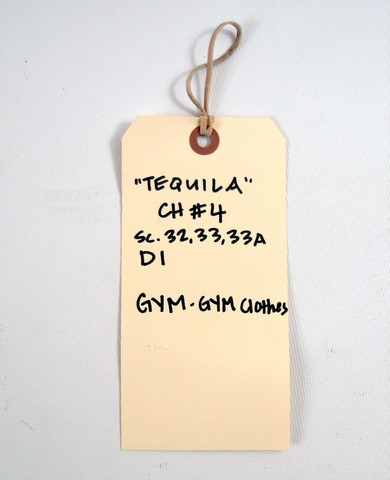 "TEQUILA"
CH #4
SC. 32, 33, 33A
D1
GYM - GYM Clothes